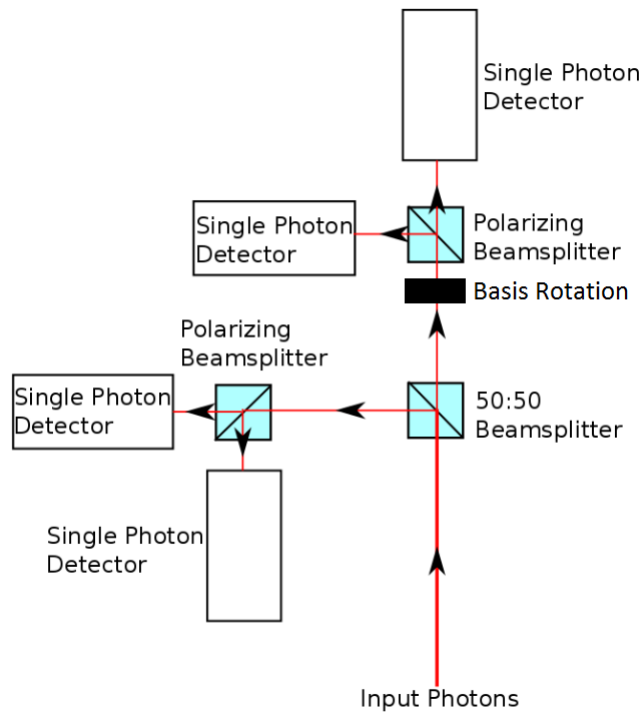 Single Photon
Detector
Single Photon
Detector
Polarizing
Beamsplitter
Basis Rotation
Polarizing
Beamsplitter
Single Photon
Detector
50:50
Beamsplitter
Single Photon
Detector
Input Photons